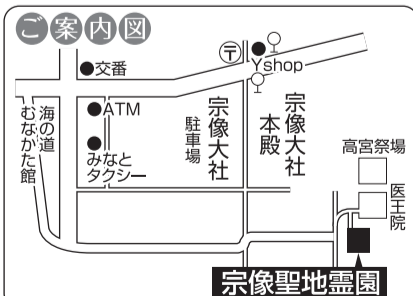 ご案内図
●交番
〒
●
Yshop
●ATM
●
みなと
タクシー
海の道
むなかた館
宗像大社
駐車場
宗像大社
本殿
高宮祭場
医王院
宗像聖地霊園